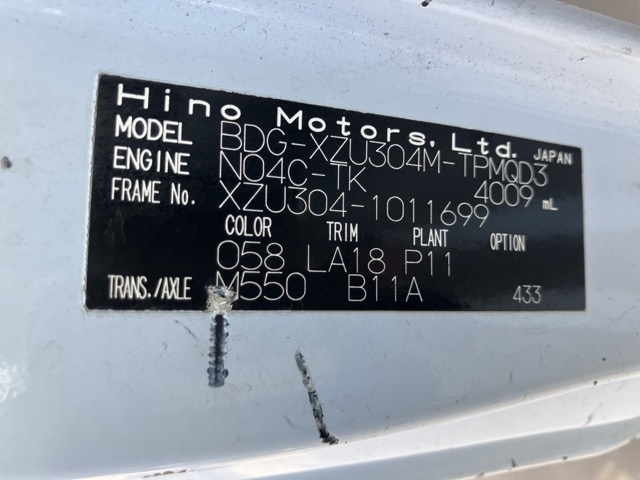 Hino Motors, Ltd. JAPAN
MODEL BDG-XZU304M-TPMQD3
ENGINE N04C-TK 4009 mL
FRAME No. XZU304-1011699
COLOR TRIM PLANT OPTION
058 LA18 P11
TRANS./AXLE M550 B11A 433